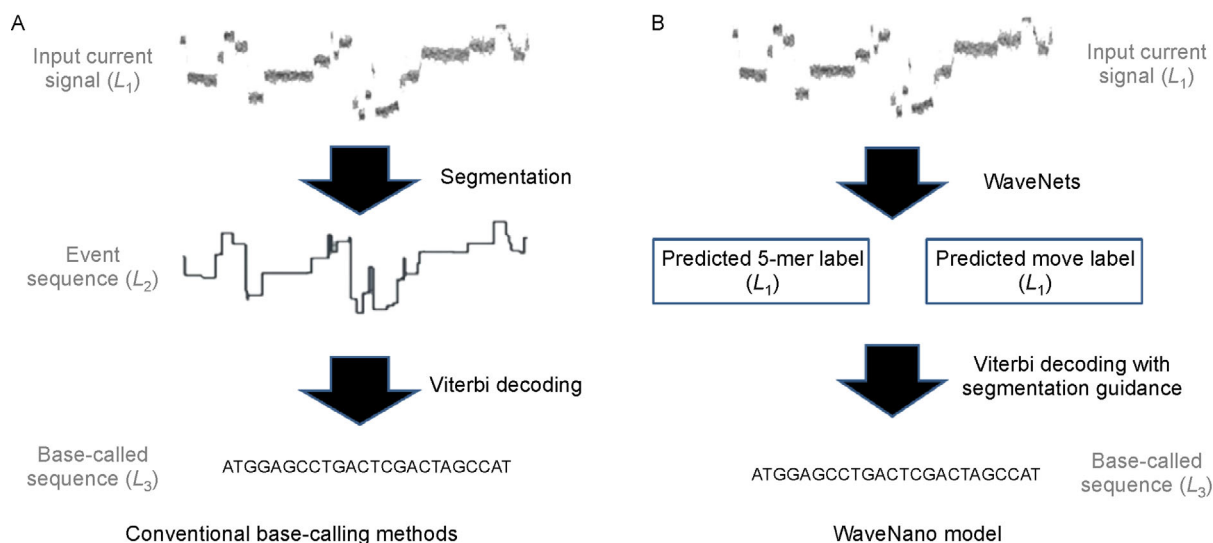 A
Input current
signal (L1)
Segmentation
Event
sequence (L2)
Viterbi decoding
Base-called
sequence (L3)
ATGGAGCCTGACTCGACTAGCCAT
Conventional base-calling methods
B
Input current
signal (L1)
WaveNets
Predicted 5-mer label
(L1)
Predicted move label
(L1)
Viterbi decoding with
segmentation guidance
ATGGAGCCTGACTCGACTAGCCAT
Base-called
sequence (L3)
WaveNano model